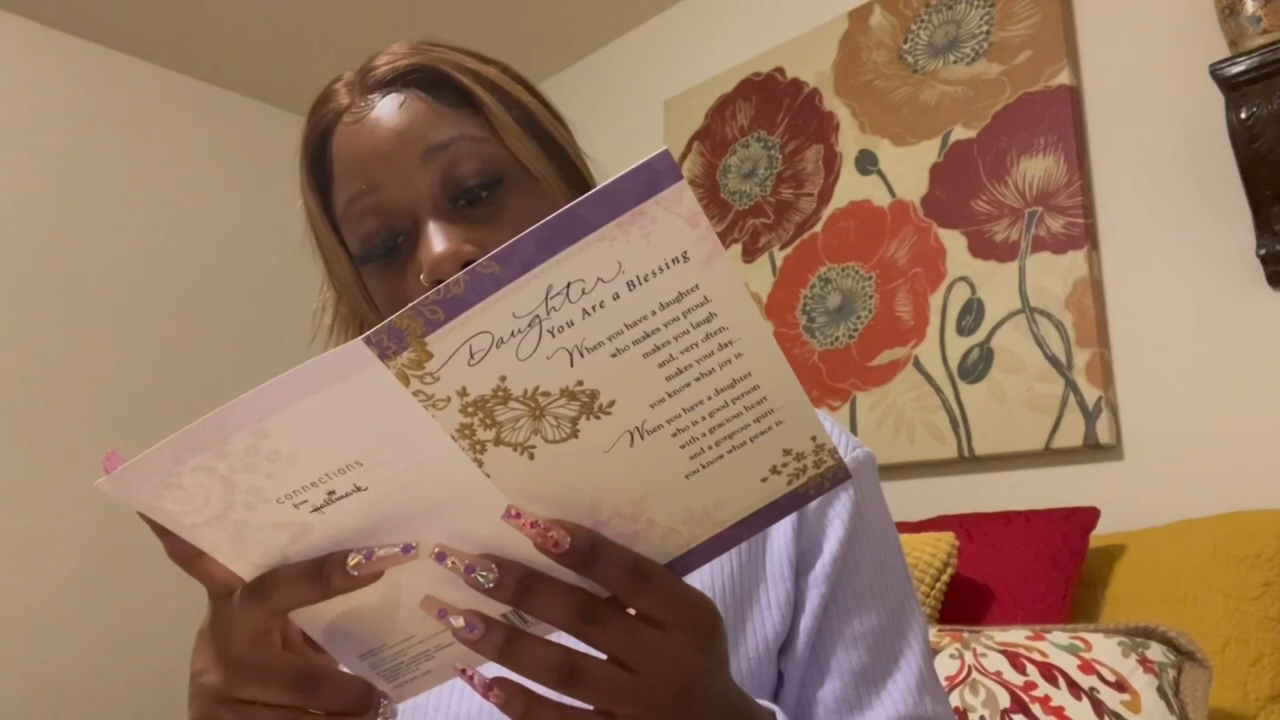 Daughter,
You Are a Blessing
When you have a daughter
who makes you proud,
makes you laugh
and, very often,
makes your day...
you know what joy is.
When you have a daughter
who is a good person
with a gracious heart
and a gorgeous spirit...
you know what peace is.
connections
from
Hallmark